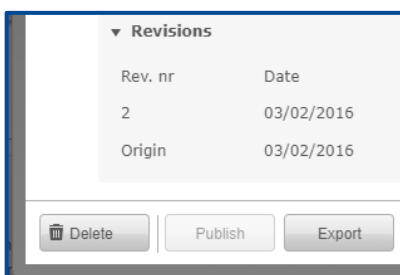 Revisions
Rev. nr Date
2 03/02/2016
Origin 03/02/2016
Delete Publish Export